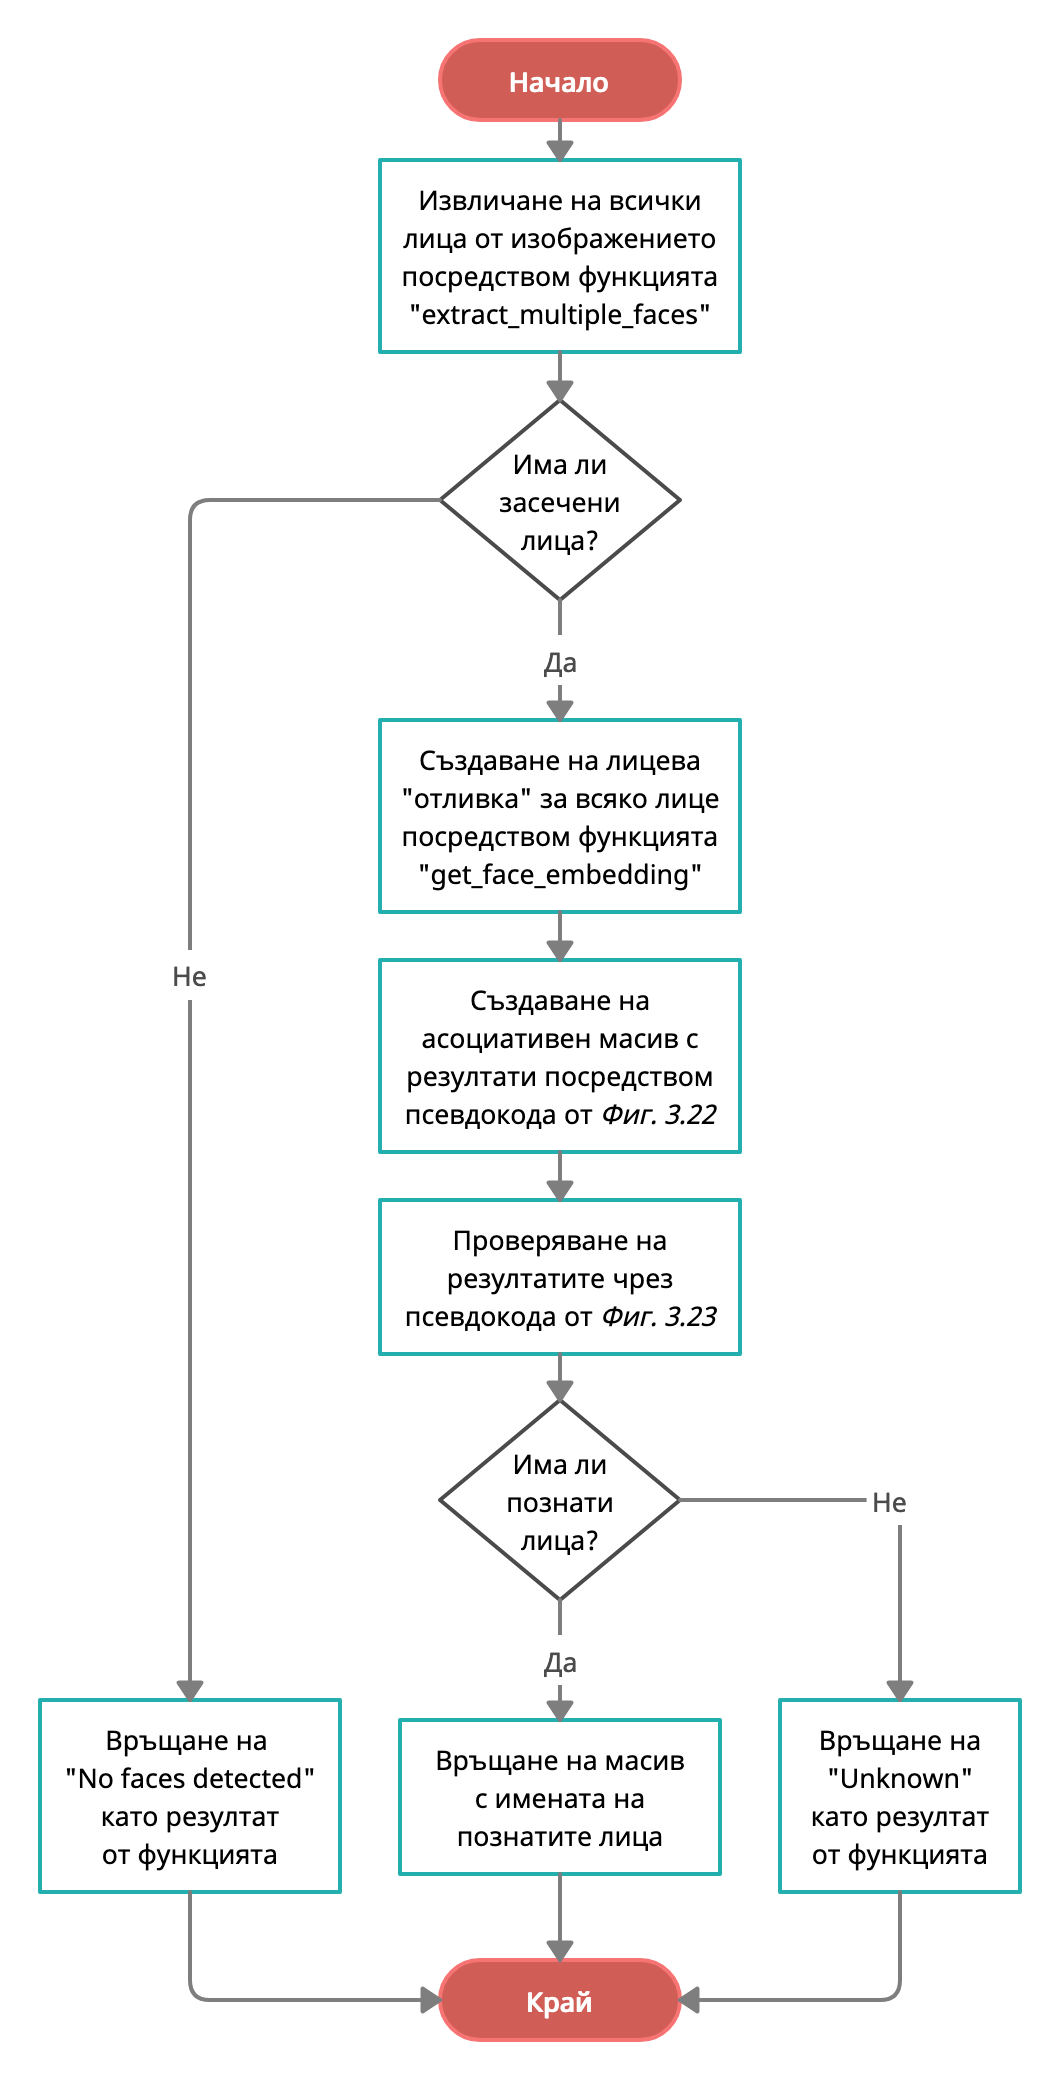 Начало
Извличане на всички
лица от изображението
посредством функцията
"extract_multiple_faces"
Има ли
засечени
лица?
Да
Създаване на лицева
"отливка" за всяко лице
посредством функцията
"get_face_embedding"
Не
Създаване на
асоциативен масив с
резултати посредством
псевдокода от Фиг. 3.22
Проверяване на
резултатите чрез
псевдокода от Фиг. 3.23
Има ли
познати
лица?
Не
Да
Връщане на
"No faces detected"
като резултат
от функцията
Връщане на масив
с имената на
познатите лица
Връщане на
"Unknown"
като резултат
от функцията
Край